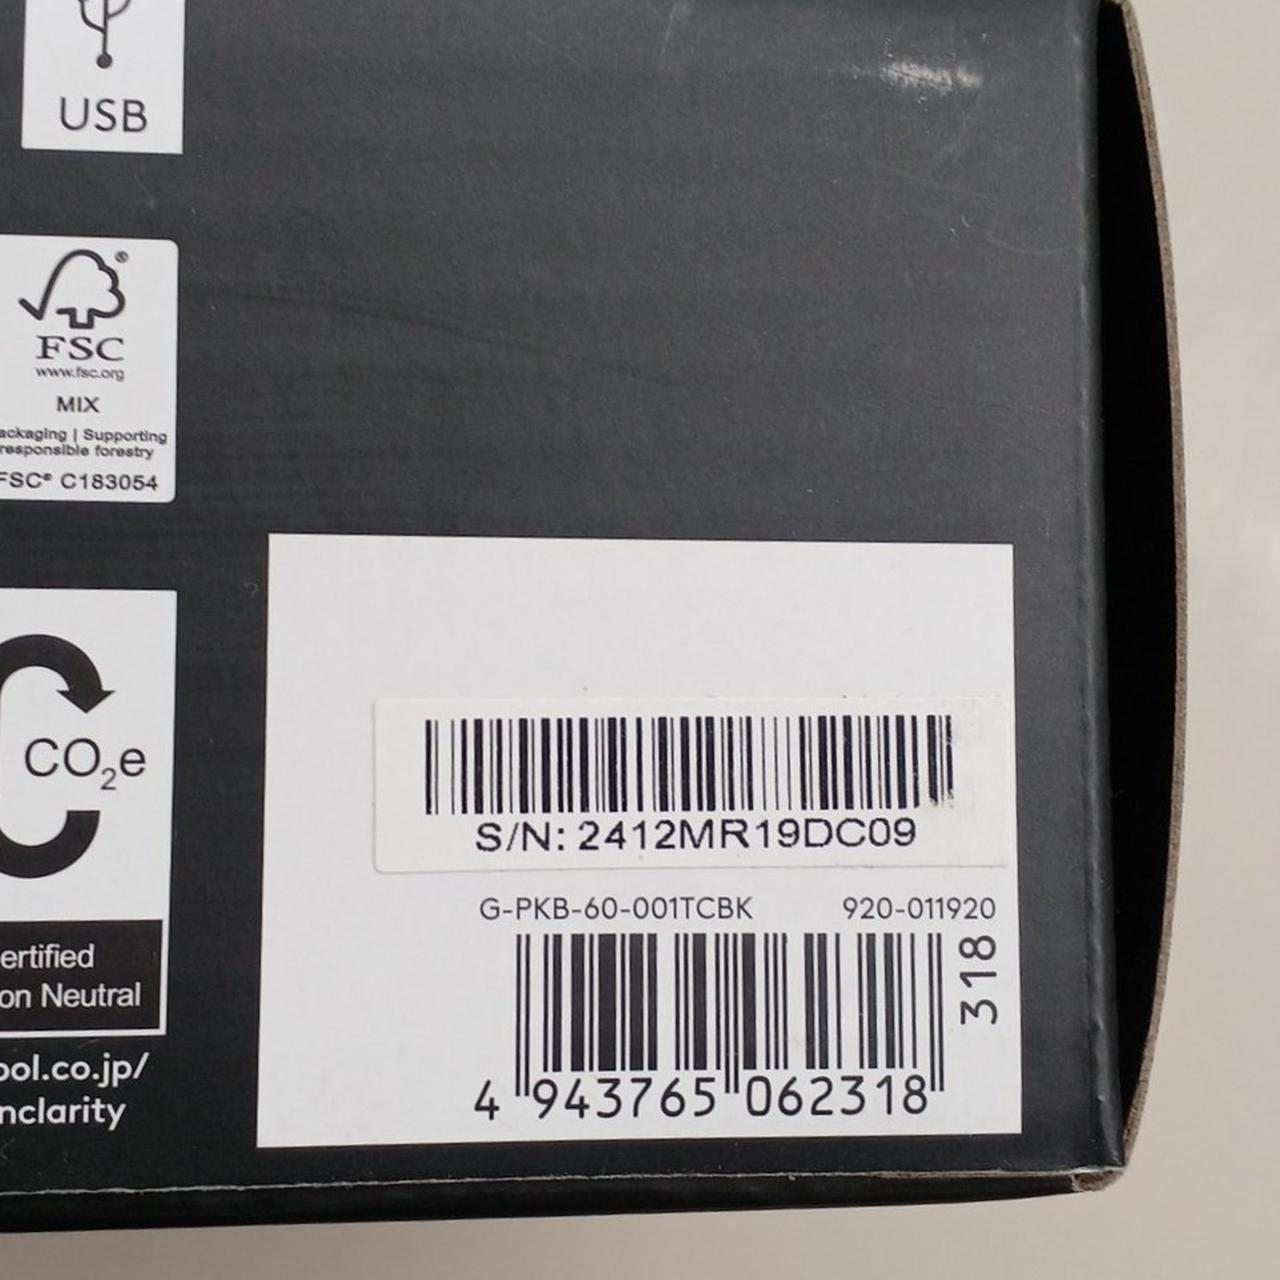 USB
FSC
www.fsc.org
MIX
ackaging | Supporting
responsible forestry
FSC® C183054
CO₂e
ertified
on Neutral
ool.co.jp/
nclarity
S/N: 2412MR19DC09
G-PKB-60-001TCBK 920-011920
318
4 943765 062318